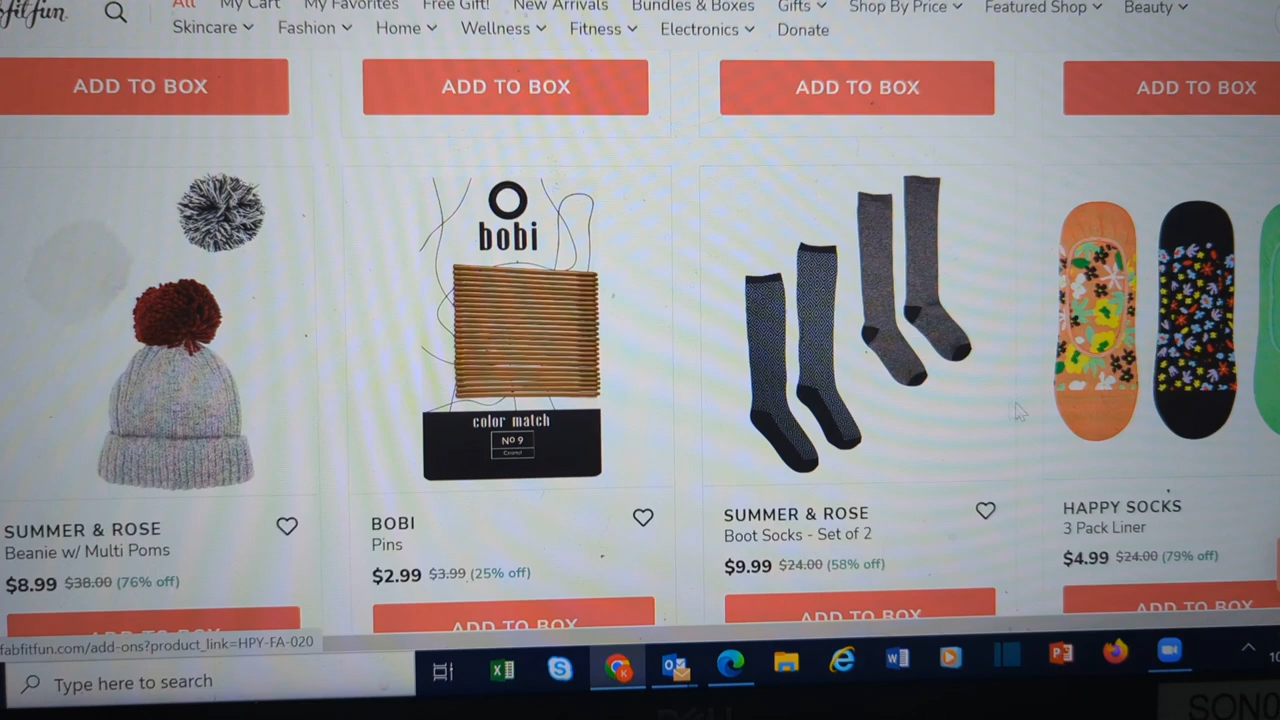 fabfitfun.
All My Cart My Favorites Free Gift! New Arrivals Bundles & Boxes Gifts Shop By Price Featured Shop Beauty
Skincare Fashion Home Wellness Fitness Electronics Donate
ADD TO BOX ADD TO BOX ADD TO BOX ADD TO BOX
bobi
color match
Nº 9
SUMMER & ROSE
Beanie w/ Multi Poms
$8.99 $38.00 (76% off)
BOBI
Pins
$2.99 $3.99 (25% off)
SUMMER & ROSE
Boot Socks - Set of 2
$9.99 $24.00 (58% off)
HAPPY SOCKS
3 Pack Liner
$4.99 $24.00 (79% off)
ADD TO BOX ADD TO BOX ADD TO BOX ADD TO BOX
fabfitfun.com/add-ons?product_link=HPY-FA-020
Type here to search